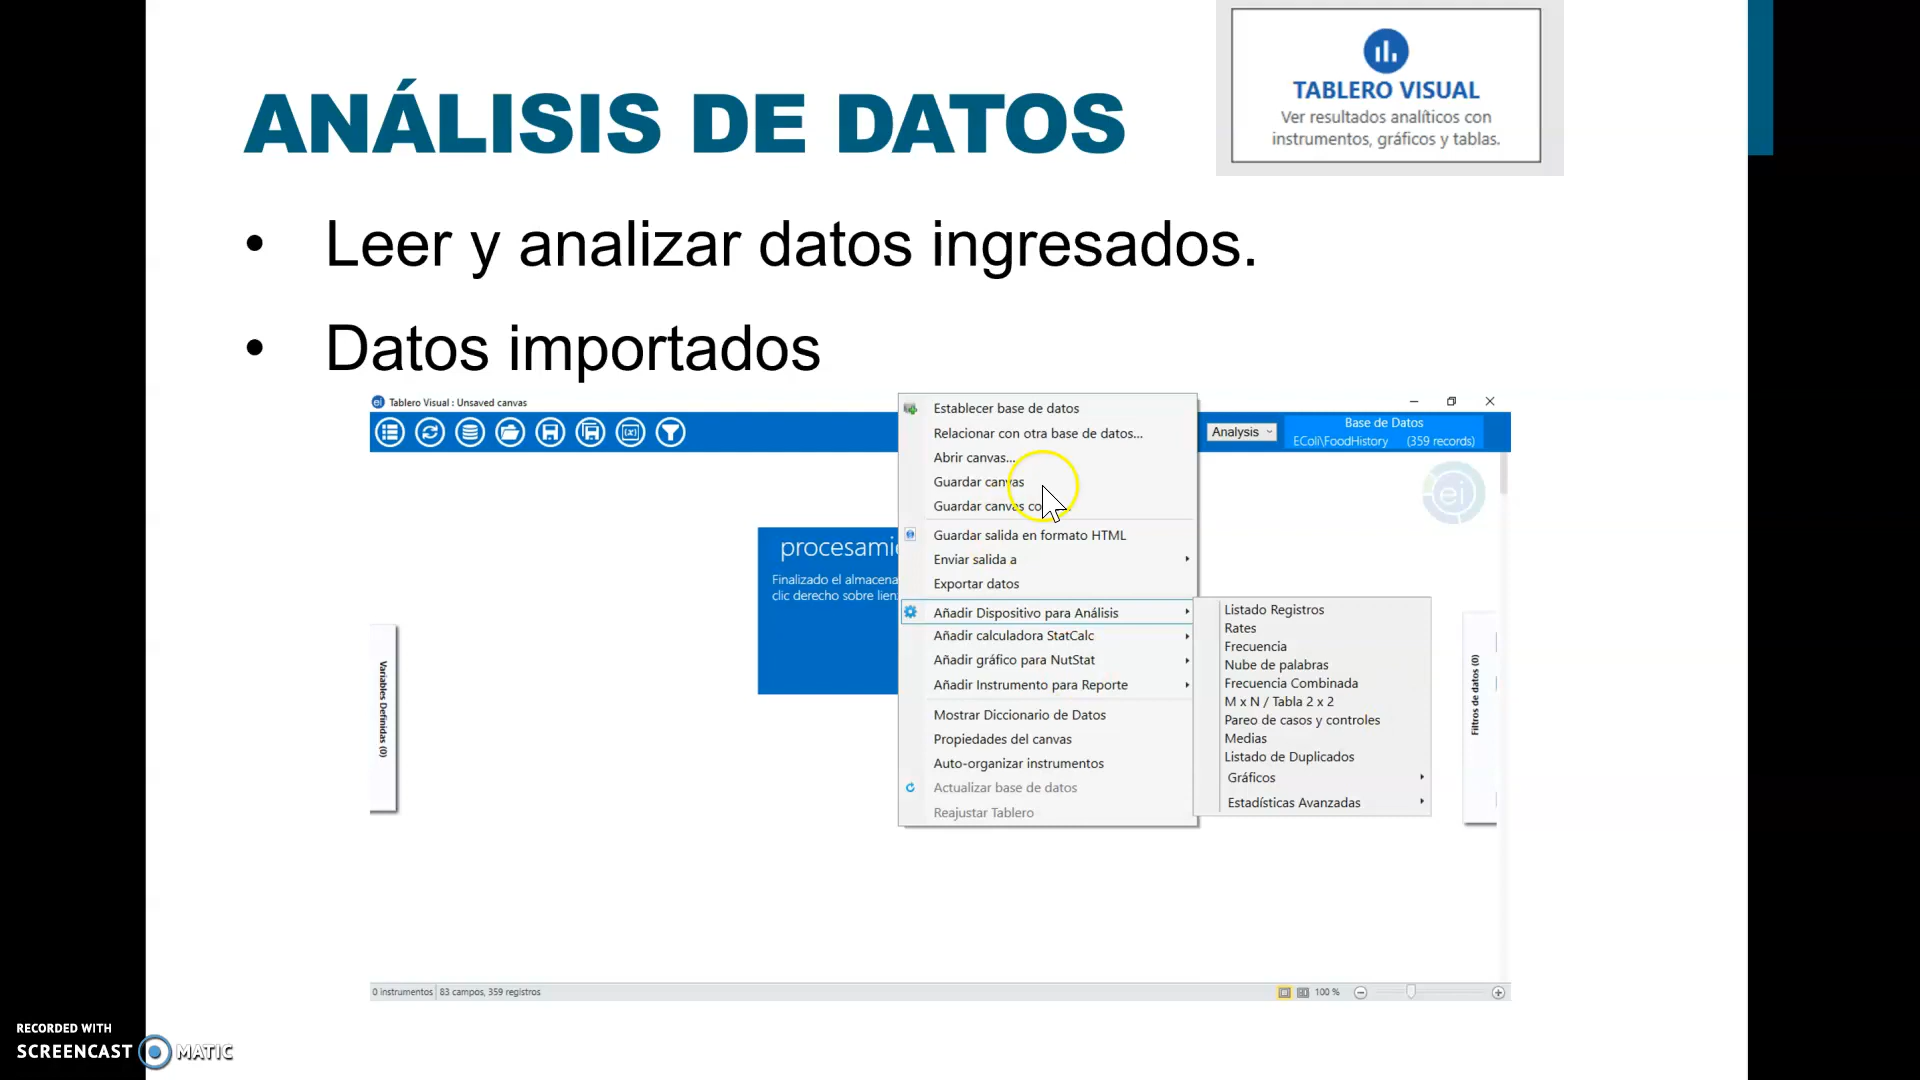 TABLERO VISUAL
Ver resultados analíticos con
instrumentos, gráficos y tablas.
ANÁLISIS DE DATOS
• Leer y analizar datos ingresados.
• Datos importados
ei Tablero Visual : Unsaved canvas
Analysis
Base de Datos
EColi\FoodHistory (359 records)
ei
Establecer base de datos
Relacionar con otra base de datos...
Abrir canvas...
Guardar canvas
Guardar canvas
Guardar salida en formato HTML
Enviar salida a
Exportar datos
Añadir Dispositivo para Análisis
Añadir calculadora StatCalc
Añadir gráfico para NutStat
Añadir Instrumento para Reporte
Mostrar Diccionario de Datos
Propiedades del canvas
Auto-organizar instrumentos
Actualizar base de datos
Reajustar Tablero
procesami
Finalizado el almacena
clic derecho sobre lien
Listado Registros
Rates
Frecuencia
Nube de palabras
Frecuencia Combinada
M x N / Tabla 2 x 2
Pareo de casos y controles
Medias
Listado de Duplicados
Gráficos
Estadísticas Avanzadas
Variables Definidas (0)
Filtros de datos (0)
0 instrumentos 83 campos, 359 registros
100 %
RECORDED WITH
SCREENCAST MATIC